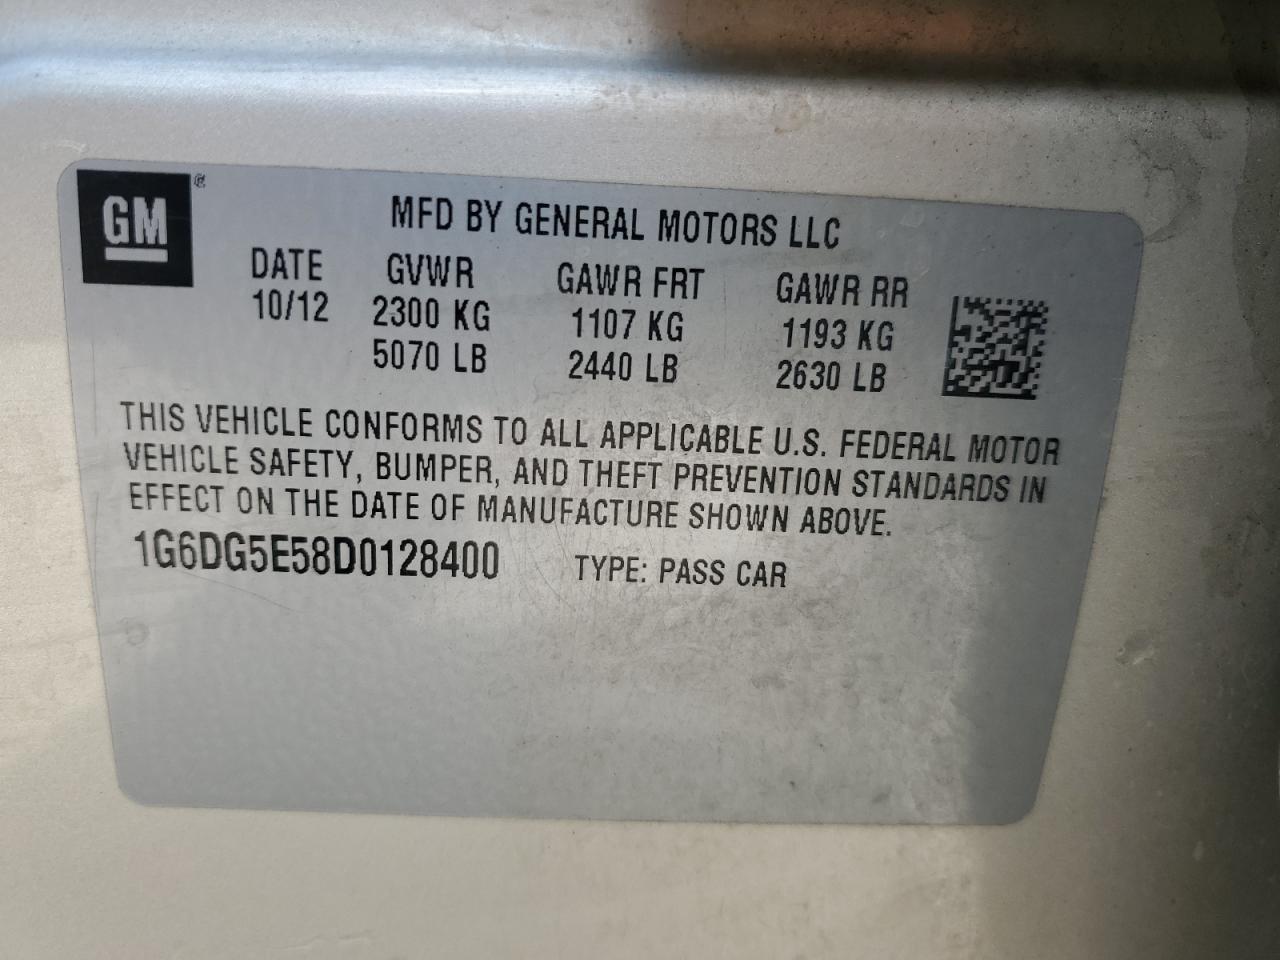 GM
MFD BY GENERAL MOTORS LLC
DATE GVWR GAWR FRT GAWR RR
10/12 2300 KG 1107 KG 1193 KG
5070 LB 2440 LB 2630 LB
THIS VEHICLE CONFORMS TO ALL APPLICABLE U.S. FEDERAL MOTOR
VEHICLE SAFETY, BUMPER, AND THEFT PREVENTION STANDARDS IN
EFFECT ON THE DATE OF MANUFACTURE SHOWN ABOVE.
1G6DG5E58D0128400 TYPE: PASS CAR